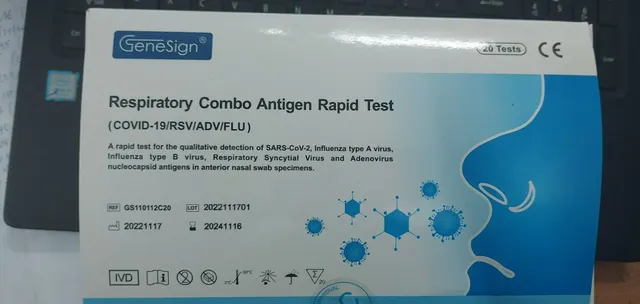 GeneSign®
20 Tests
CE
Respiratory Combo Antigen Rapid Test
(COVID-19/RSV/ADV/FLU)
A rapid test for the qualitative detection of SARS-CoV-2, Influenza type A virus,
Influenza type B virus, Respiratory Syncytial Virus and Adenovirus
nucleocapsid antigens in anterior nasal swab specimens.
REF GS110112C20 LOT 2022111701
20221117 20241116
IVD